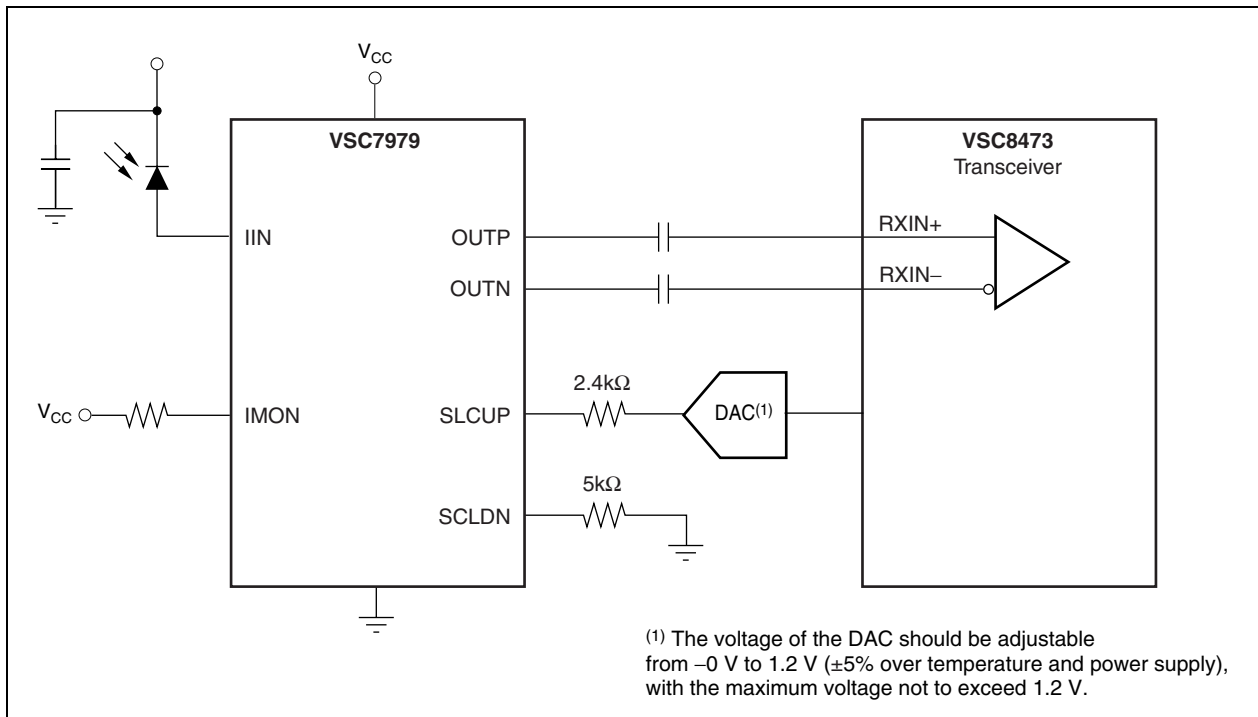 V_CC
VSC7979
VSC8473
Transceiver
IIN
OUTP
RXIN+
OUTN
RXIN−
2.4kΩ
V_CC
IMON
SLCUP
DAC(1)
5kΩ
SCLDN
(1) The voltage of the DAC should be adjustable
from −0 V to 1.2 V (±5% over temperature and power supply),
with the maximum voltage not to exceed 1.2 V.